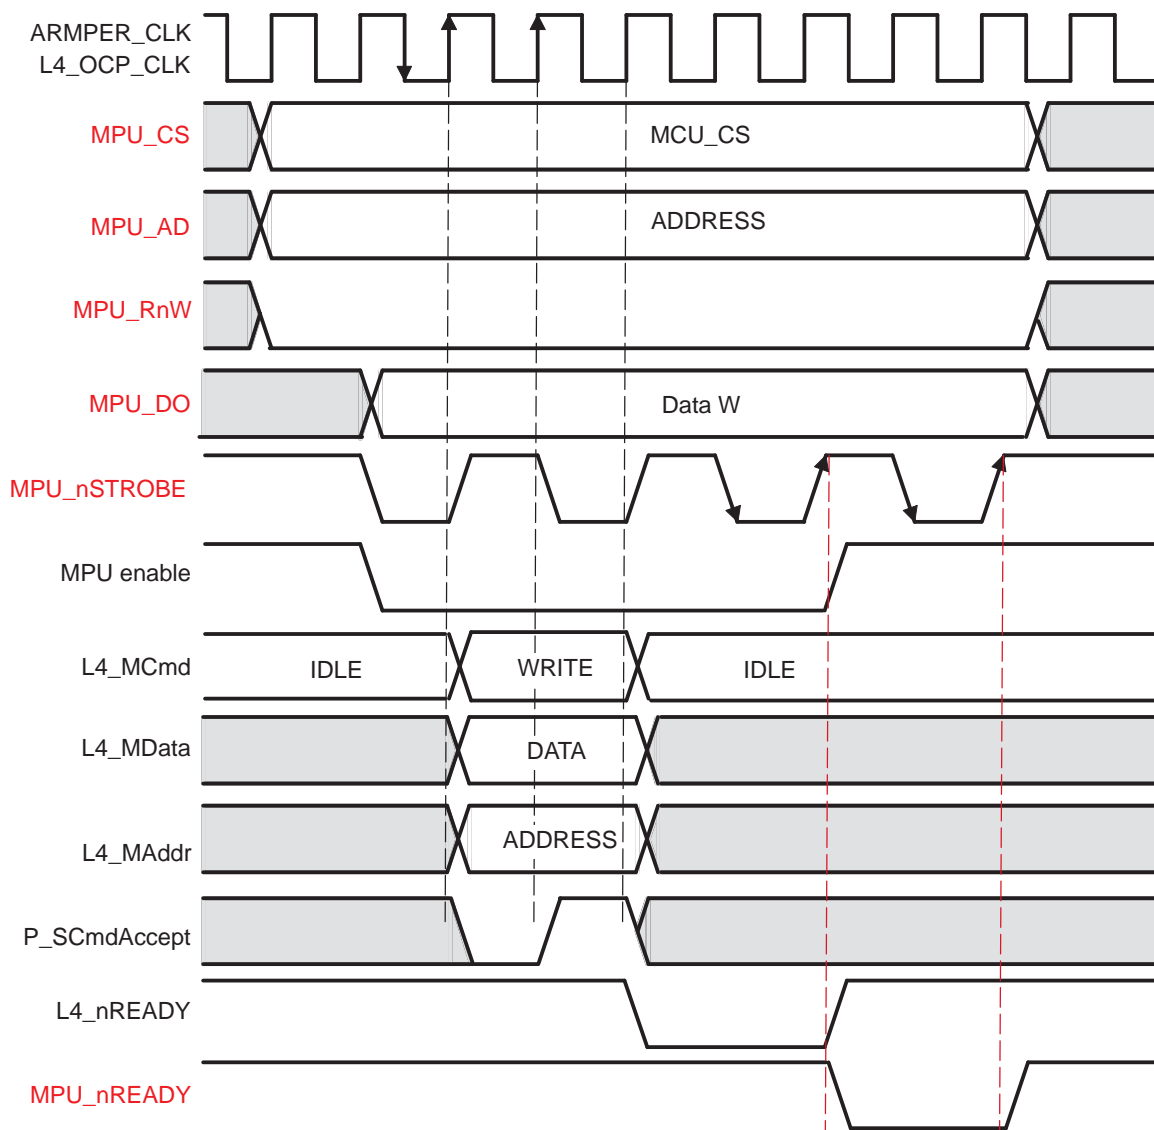 ARMPER_CLK
L4_OCP_CLK
MPU_CS
MCU_CS
MPU_AD
ADDRESS
MPU_RnW
MPU_DO
Data W
MPU_nSTROBE
MPU enable
L4_MCmd
IDLE
WRITE
IDLE
L4_MData
DATA
L4_MAddr
ADDRESS
P_SCmdAccept
L4_nREADY
MPU_nREADY